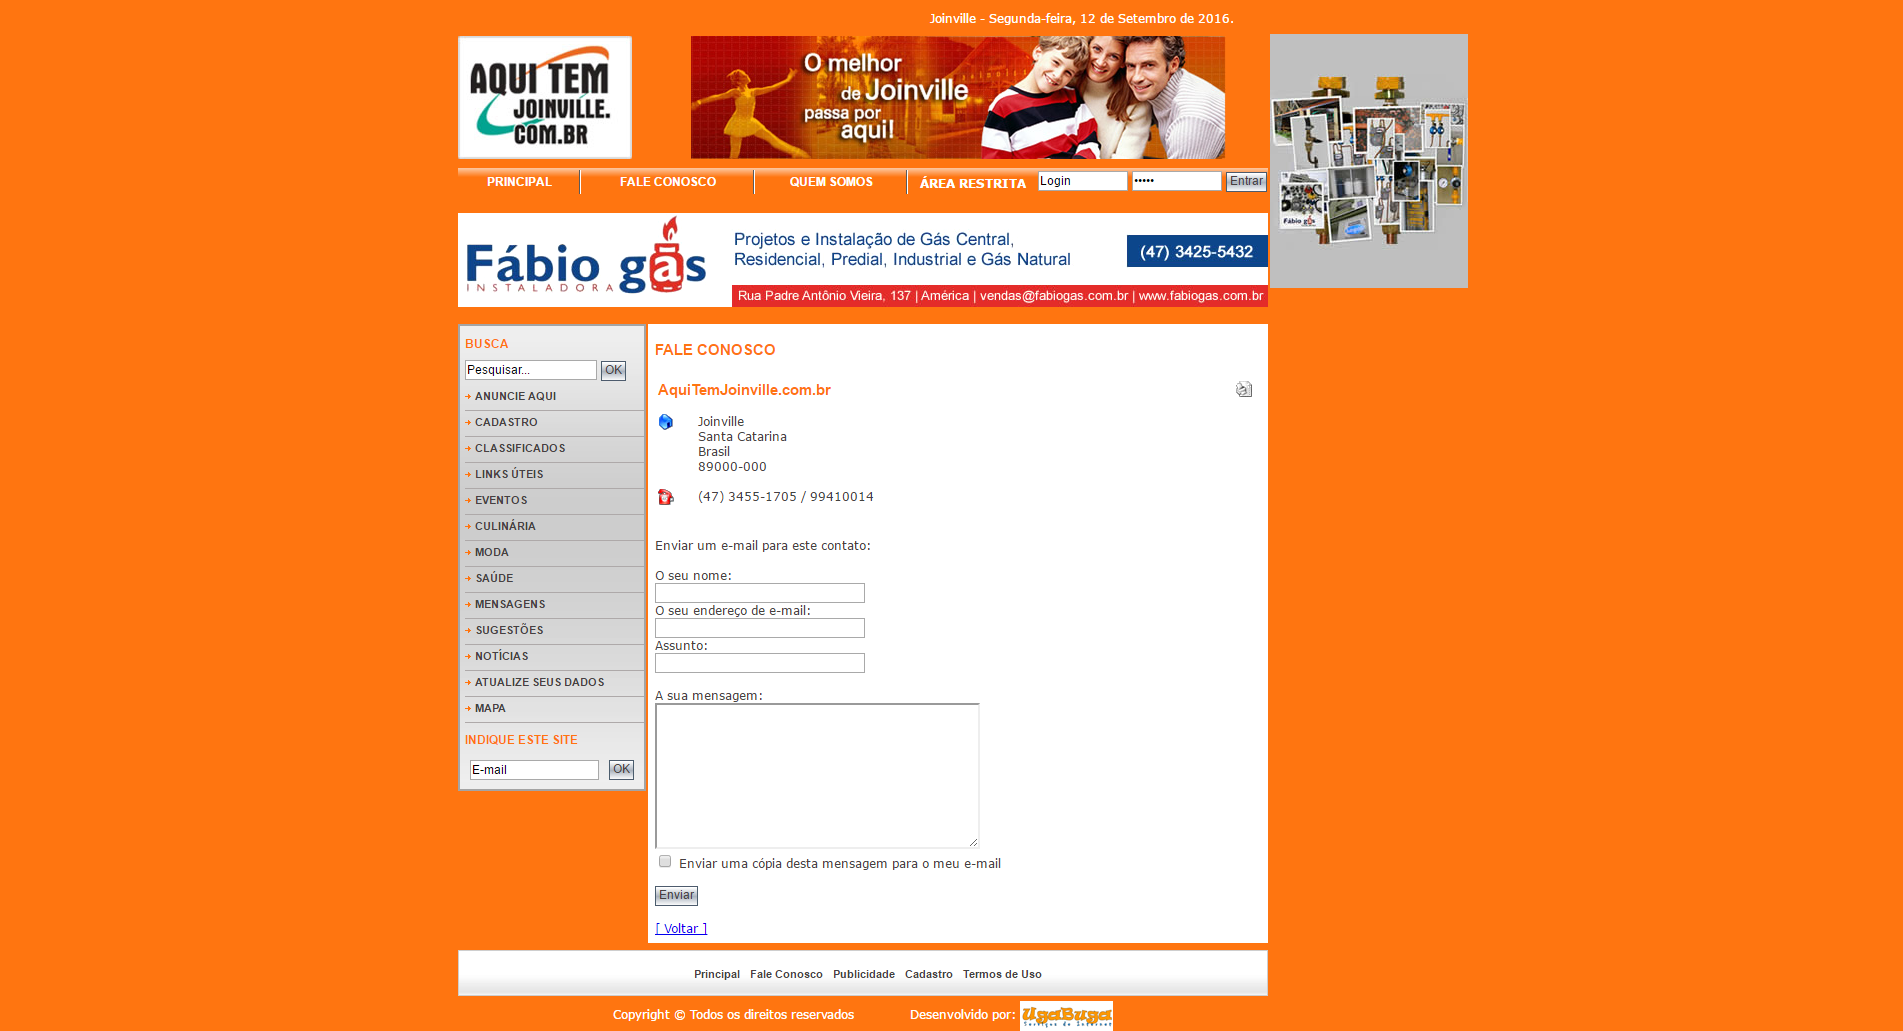 Joinville - Segunda-feira, 12 de Setembro de 2016.
AQUI TEM
JOINVILLE.
COM.BR
O melhor
de Joinville
passa por
aqui!
PRINCIPAL
FALE CONOSCO
QUEM SOMOS
ÁREA RESTRITA
Login
•••••
Entrar
Fábio gás
INSTALADORA
Projetos e Instalação de Gás Central,
Residencial, Predial, Industrial e Gás Natural
(47) 3425-5432
Rua Padre Antônio Vieira, 137 | América | vendas@fabiogas.com.br | www.fabiogas.com.br
Fábio gás
BUSCA
Pesquisar...
OK
ANUNCIE AQUI
CADASTRO
CLASSIFICADOS
LINKS ÚTEIS
EVENTOS
CULINÁRIA
MODA
SAÚDE
MENSAGENS
SUGESTÕES
NOTÍCIAS
ATUALIZE SEUS DADOS
MAPA
INDIQUE ESTE SITE
E-mail
OK
FALE CONOSCO
AquiTemJoinville.com.br
Joinville
Santa Catarina
Brasil
89000-000
(47) 3455-1705 / 99410014
Enviar um e-mail para este contato:
O seu nome:
O seu endereço de e-mail:
Assunto:
A sua mensagem:
Enviar uma cópia desta mensagem para o meu e-mail
Enviar
[ Voltar ]
Principal Fale Conosco Publicidade Cadastro Termos de Uso
Copyright © Todos os direitos reservados
Desenvolvido por:
UgaBuga
Serviços de Internet